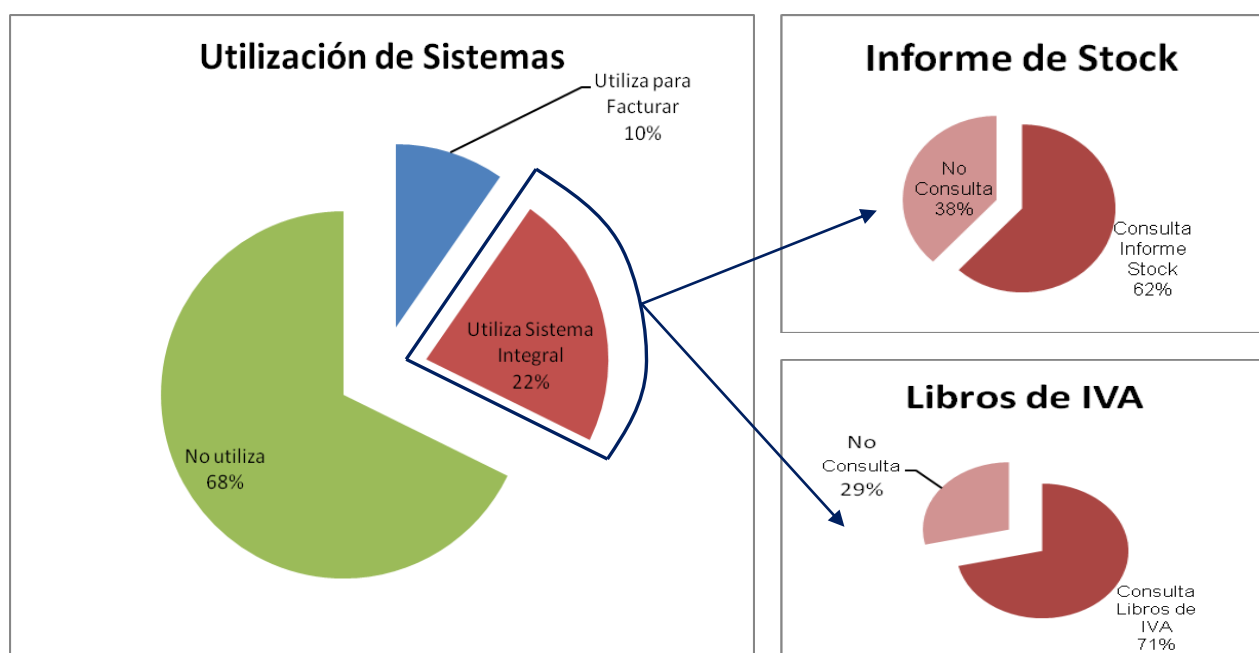 Utilización de Sistemas
Utiliza para
Facturar
10%
Utiliza Sistema
Integral
22%
No utiliza
68%
Informe de Stock
No
Consulta
38%
Consulta
Informe
Stock
62%
Libros de IVA
No
Consulta
29%
Consulta
Libros de
IVA
71%